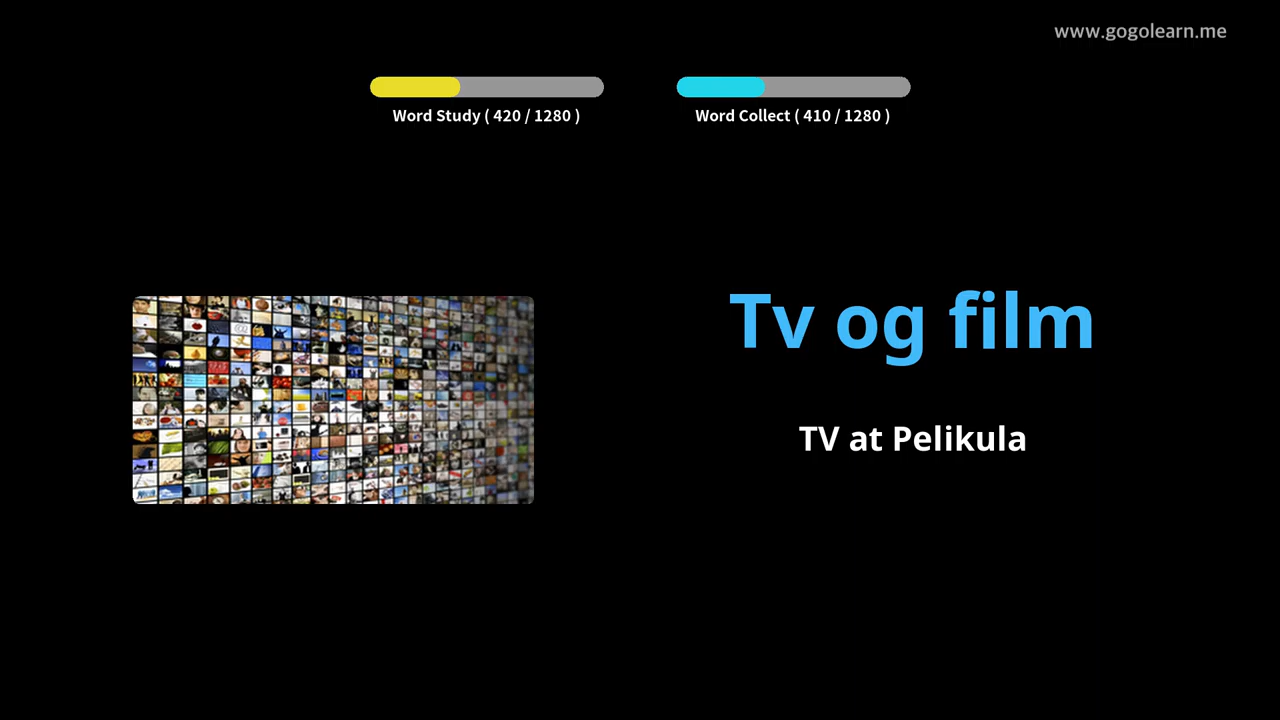 www.gogolearn.me
Word Study ( 420 / 1280 )
Word Collect ( 410 / 1280 )
Tv og film
TV at Pelikula